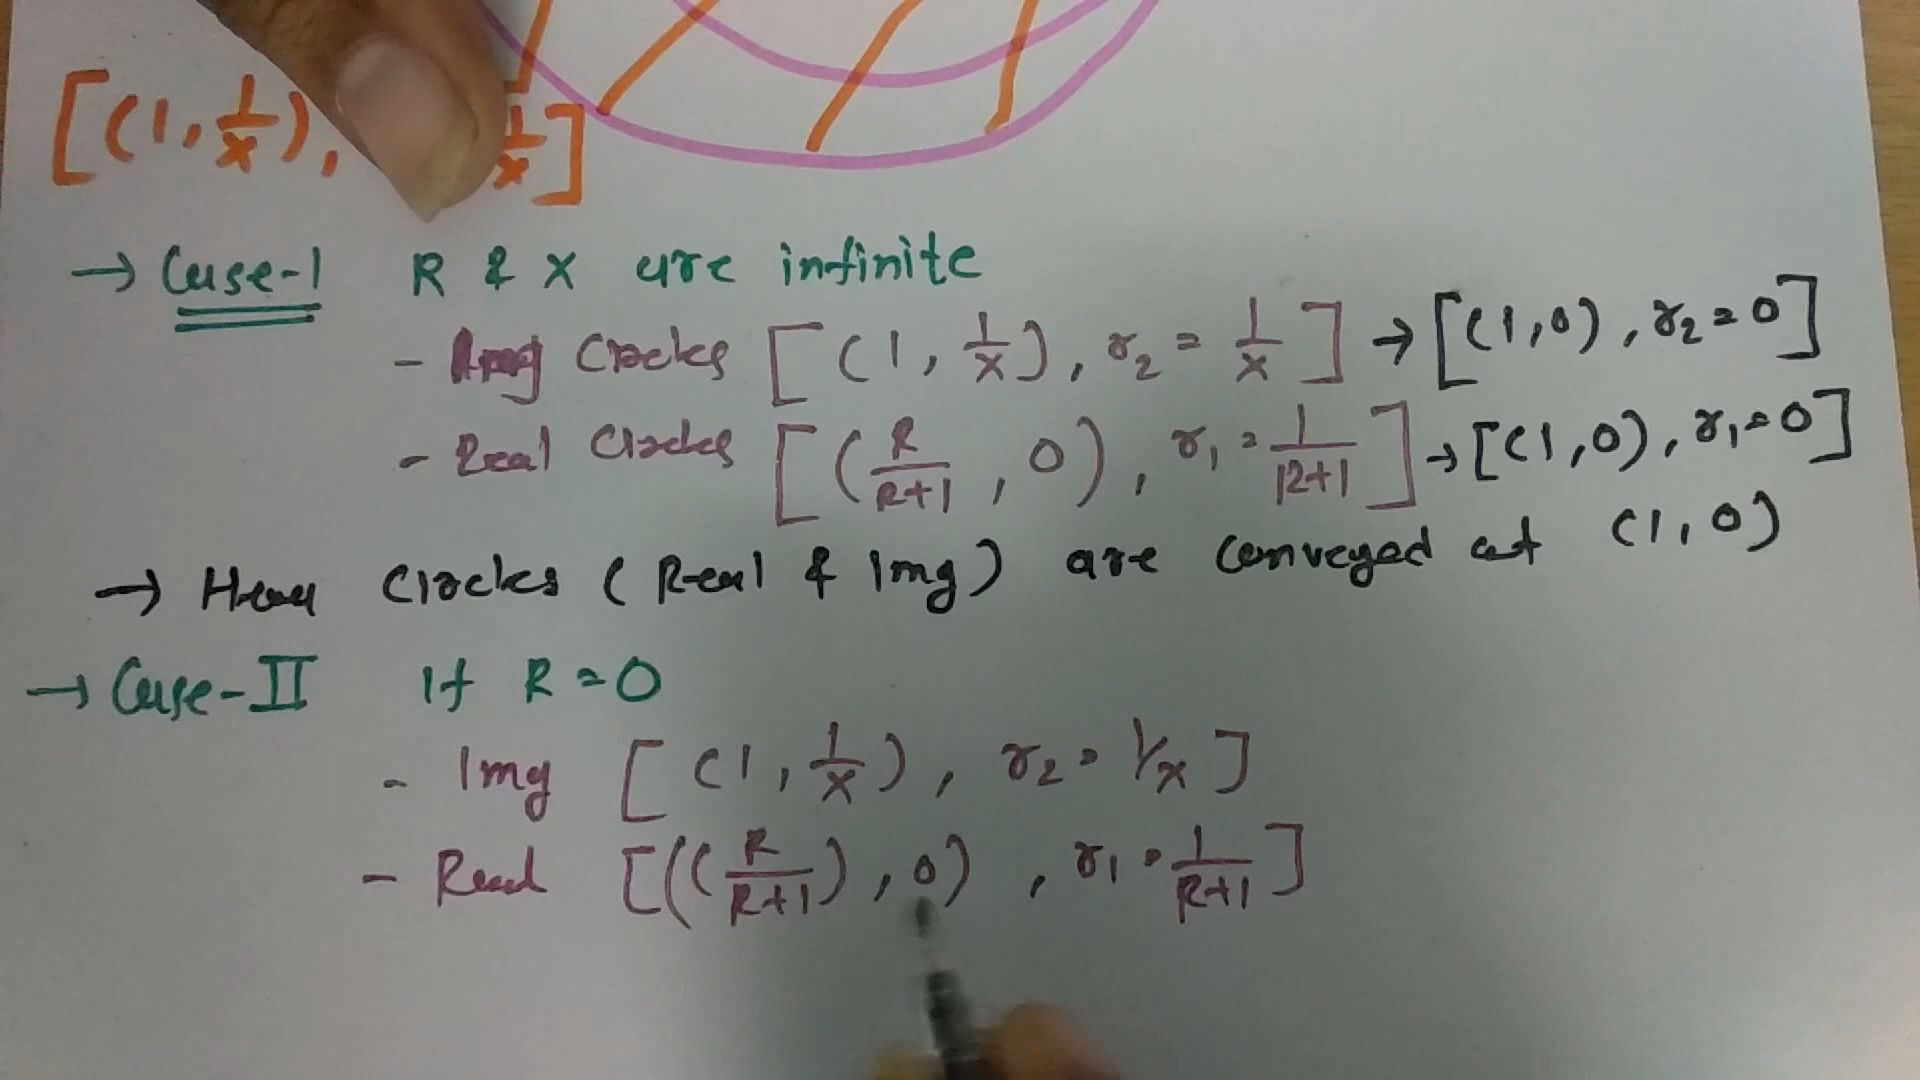 [(1, 1/x), 1/x]
→ Case-1 R & X are infinite
- Img Circles [(1, 1/x), r₂ = 1/x] → [(1,0), r₂ = 0]
- Real Circles [(R/R+1, 0), r₁ = 1/R+1] → [(1,0), r₁ = 0]
→ Hence Circles (Real & Img) are conveyed at (1,0)
→ Case-II If R = 0
- Img [(1, 1/x), r₂ = 1/x]
- Real [((R/R+1), 0), r₁ = 1/R+1]